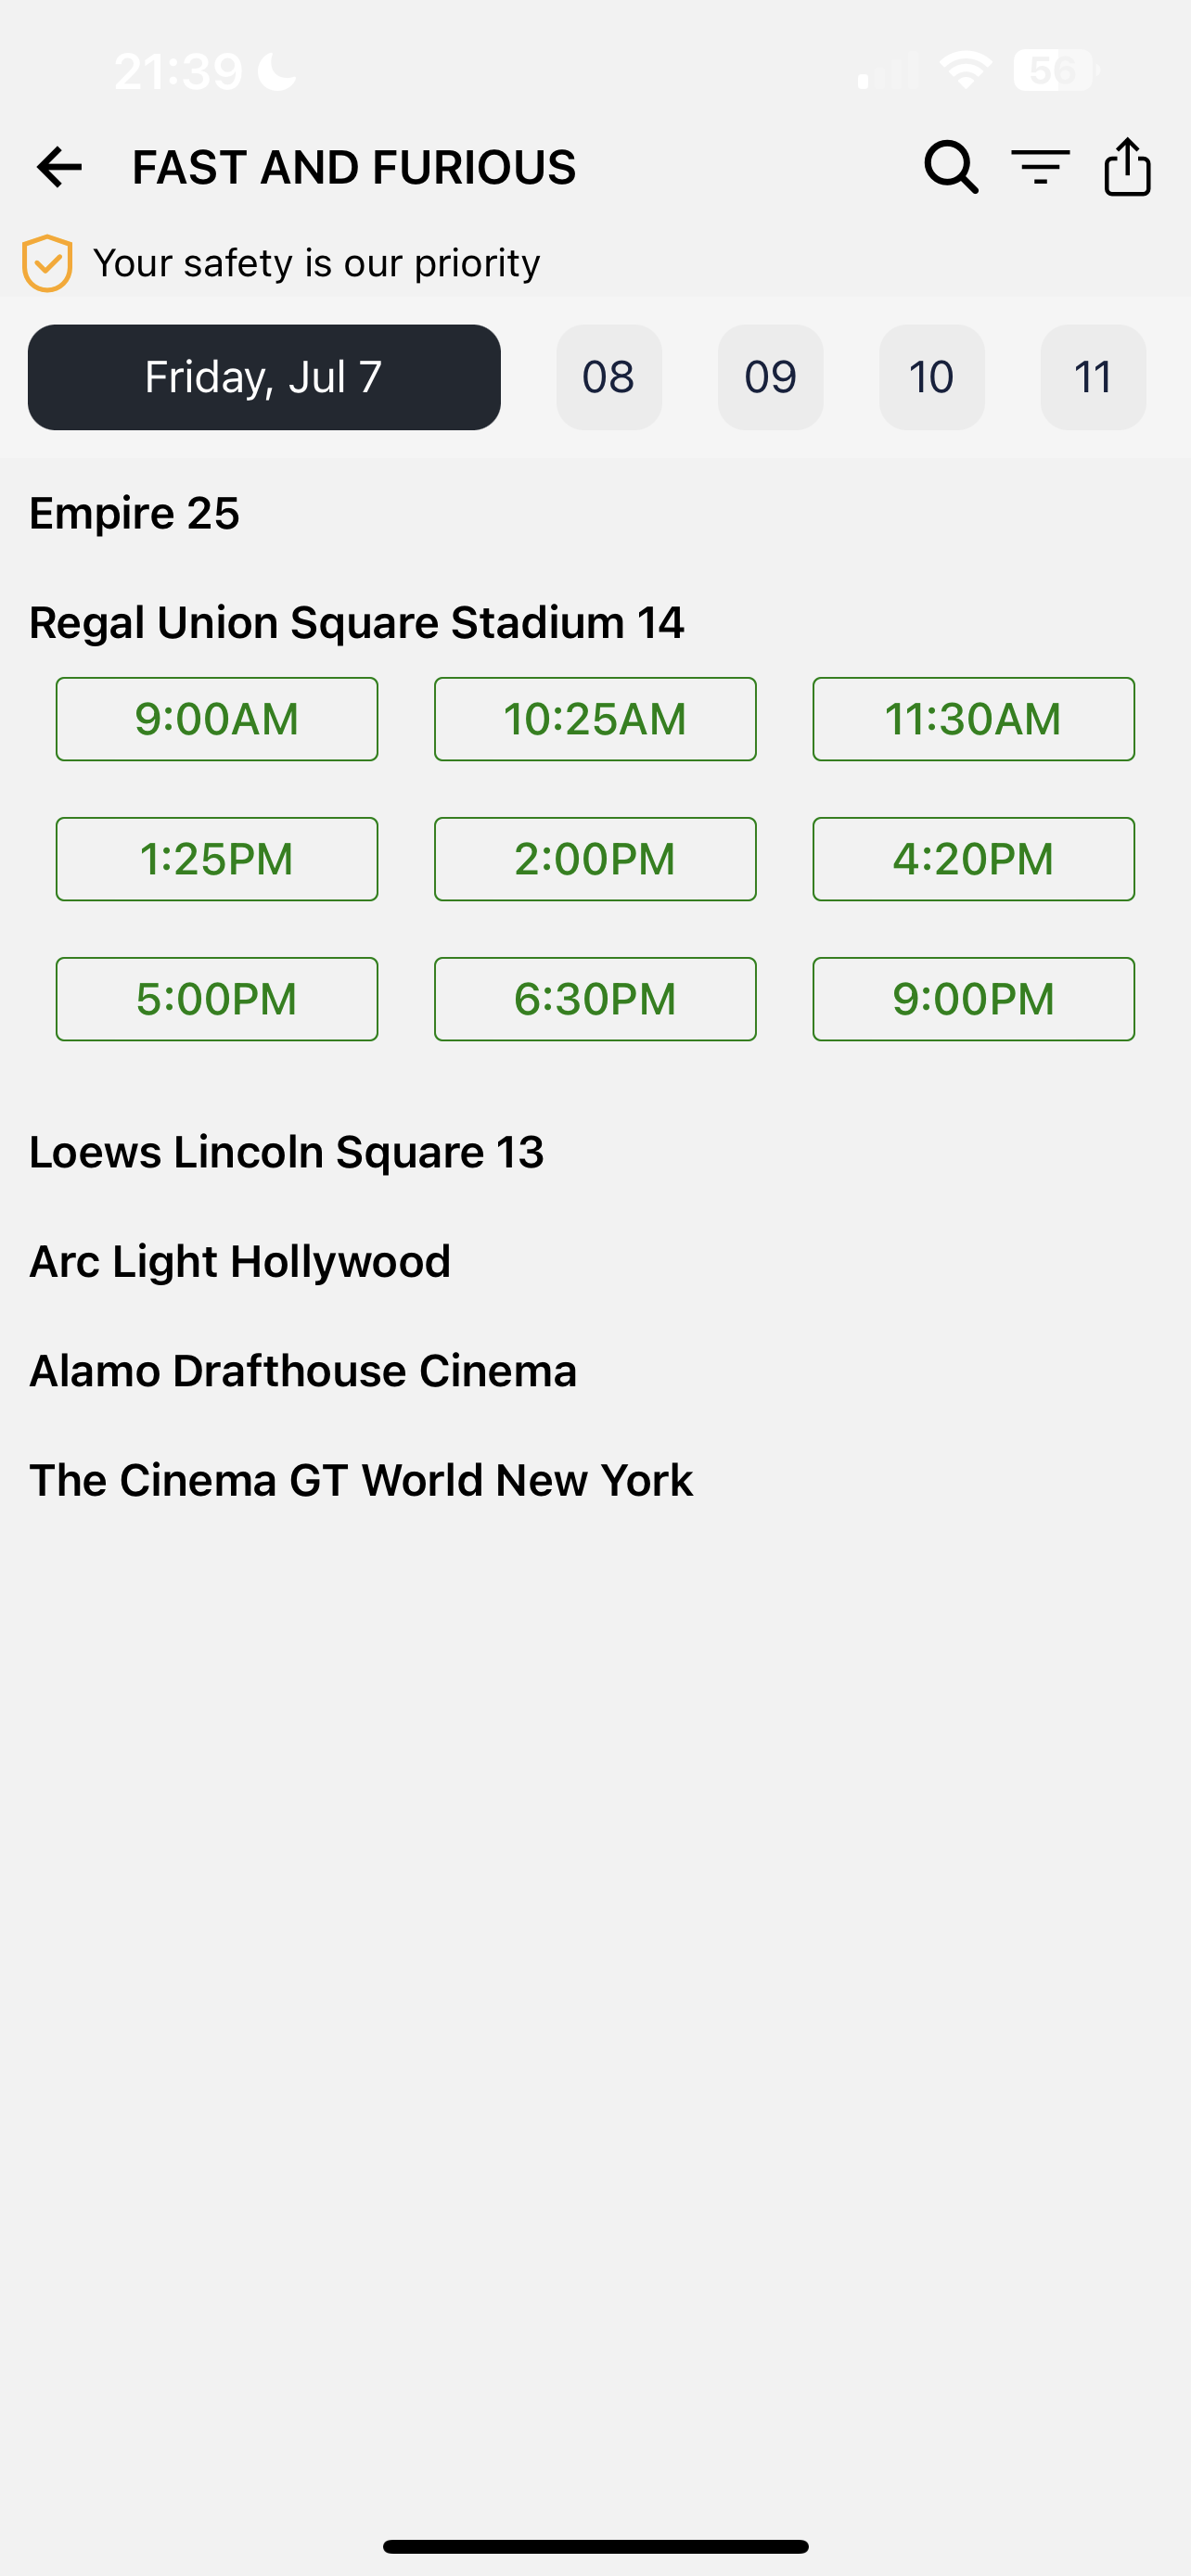 21:39 56
FAST AND FURIOUS
Your safety is our priority
Friday, Jul 7 08 09 10 11
Empire 25
Regal Union Square Stadium 14
9:00AM 10:25AM 11:30AM
1:25PM 2:00PM 4:20PM
5:00PM 6:30PM 9:00PM
Loews Lincoln Square 13
Arc Light Hollywood
Alamo Drafthouse Cinema
The Cinema GT World New York